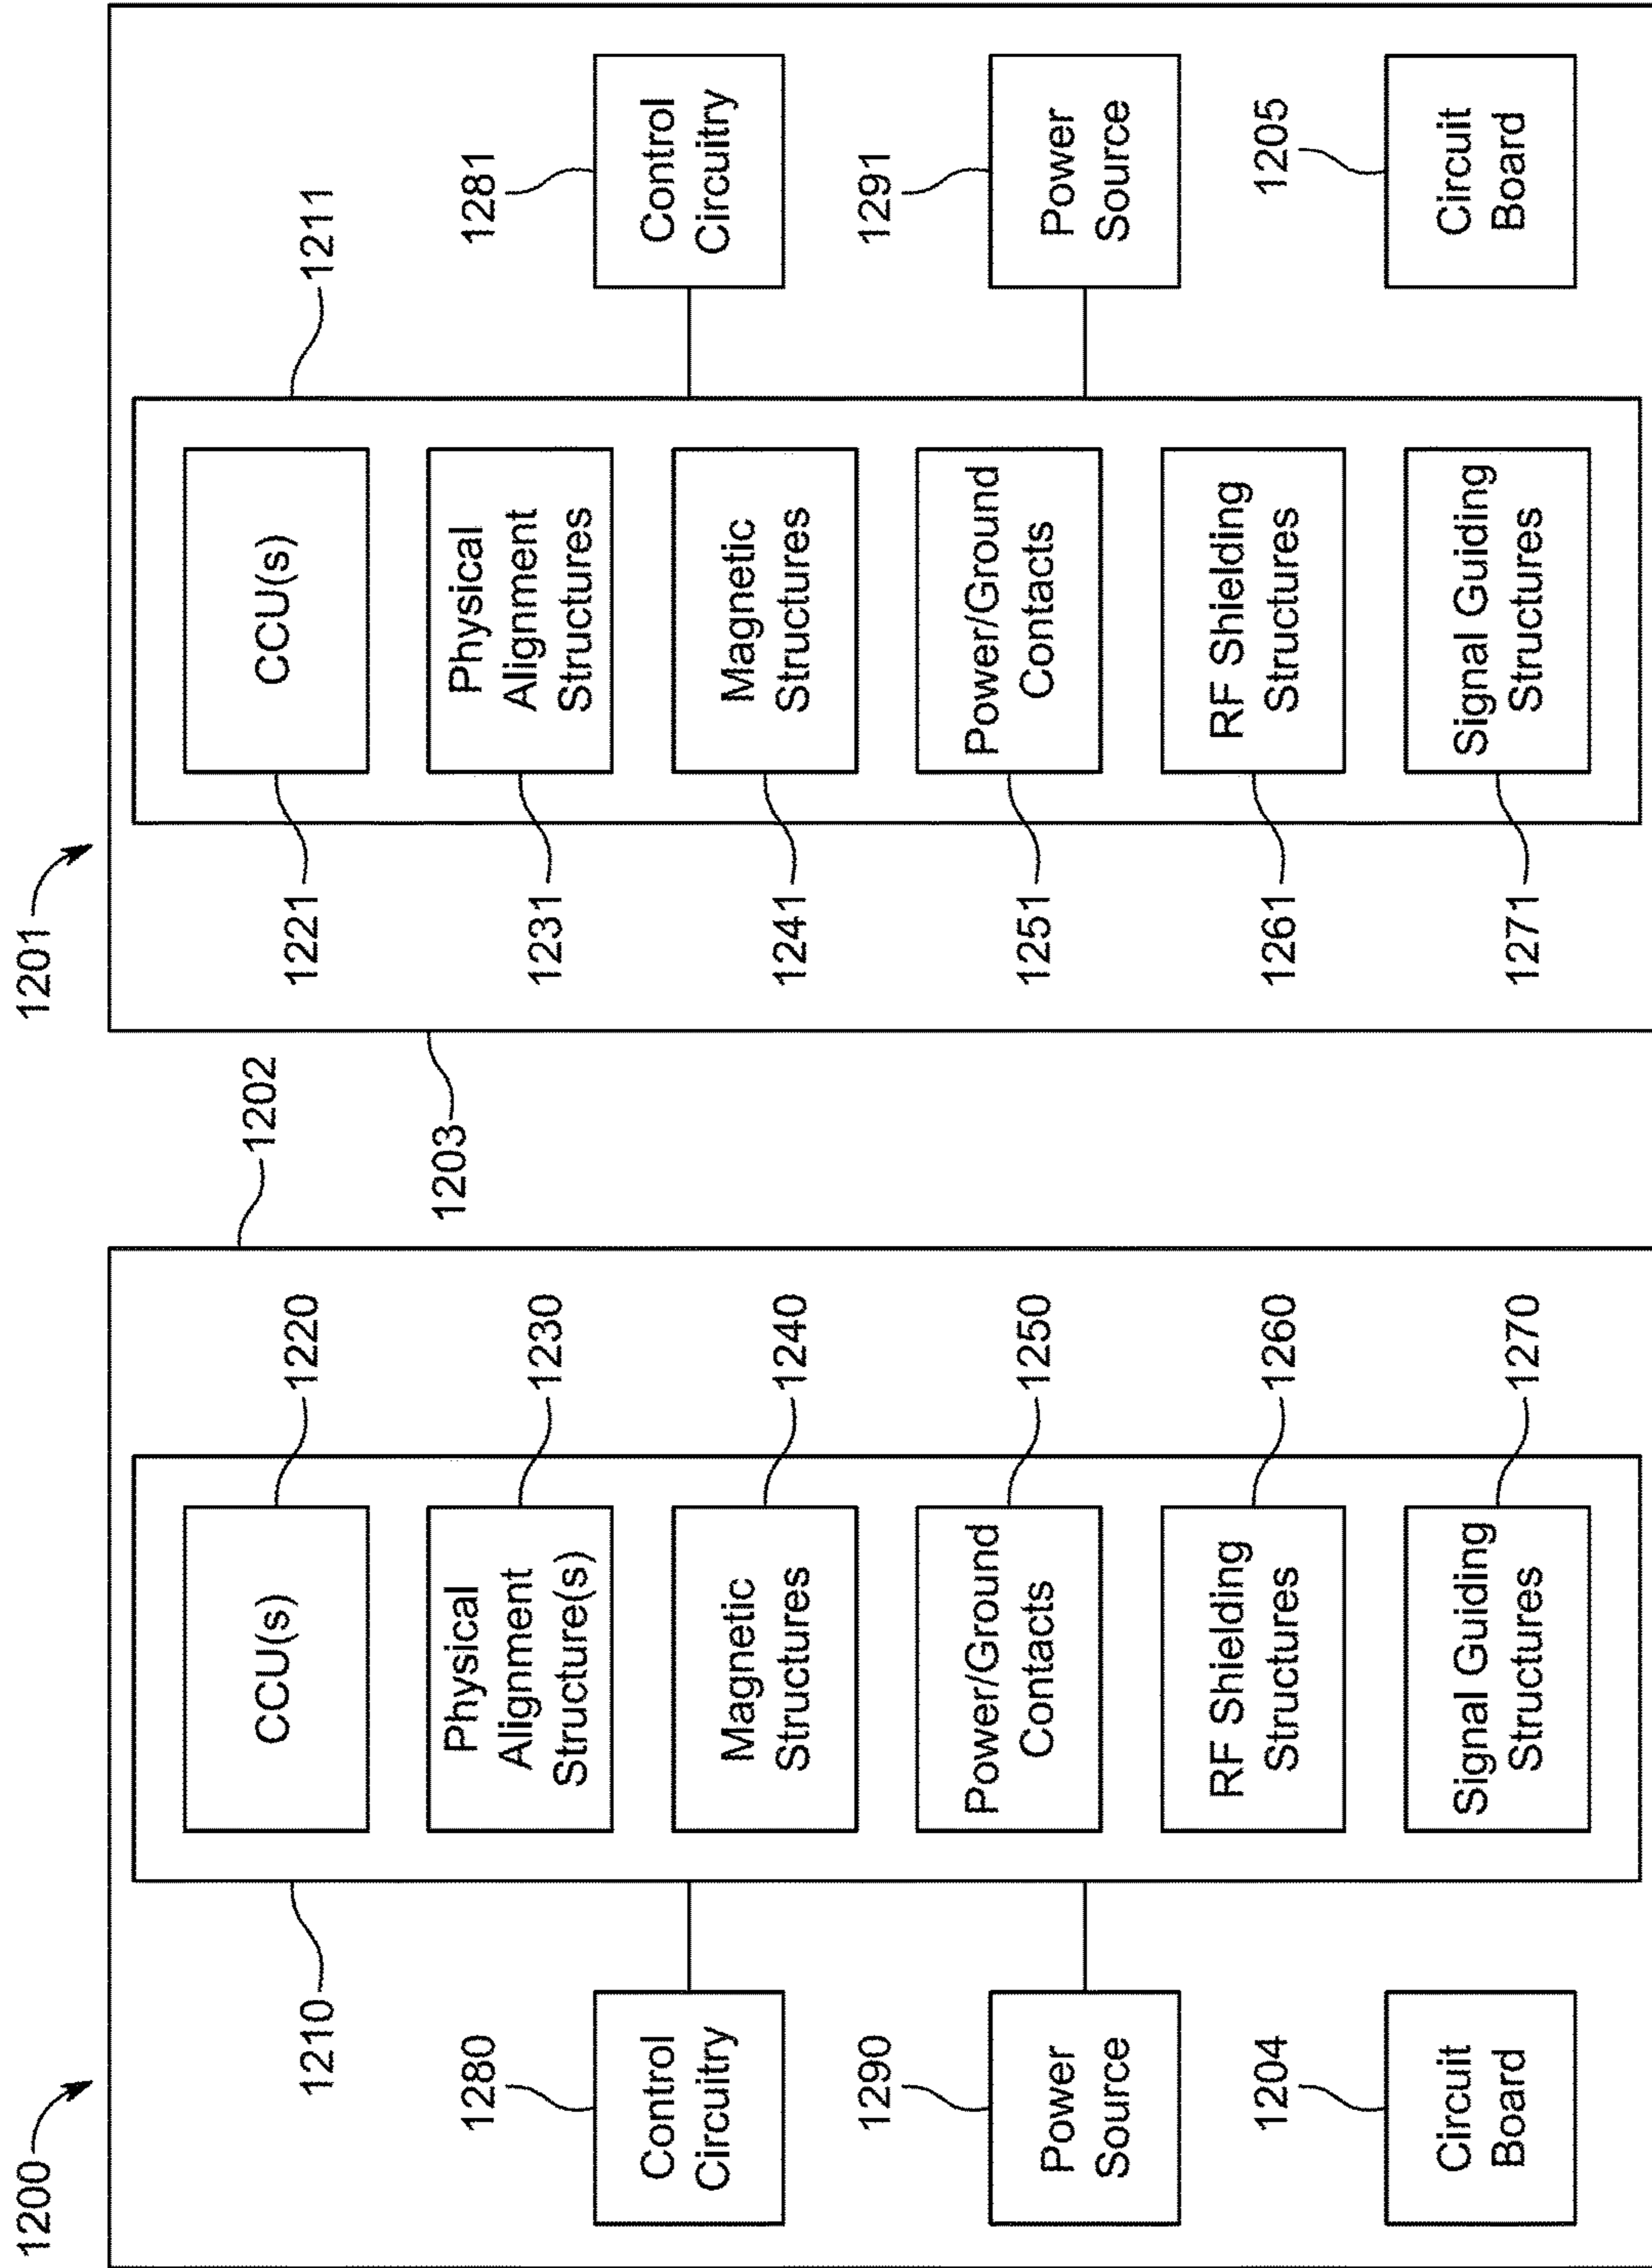 1200
1201
1202
1203
1210
1211
CCU(s)
1220
1221
CCU(s)
1280
Control
Circuitry
Physical
Alignment
Structure(s)
1230
1231
Physical
Alignment
Structures
1281
Control
Circuitry
Magnetic
Structures
1240
1241
Magnetic
Structures
1290
Power
Source
Power/Ground
Contacts
1250
1251
Power/Ground
Contacts
1291
Power
Source
RF Shielding
Structures
1260
1261
RF Shielding
Structures
1204
Circuit
Board
Signal Guiding
Structures
1270
1271
Signal Guiding
Structures
1205
Circuit
Board